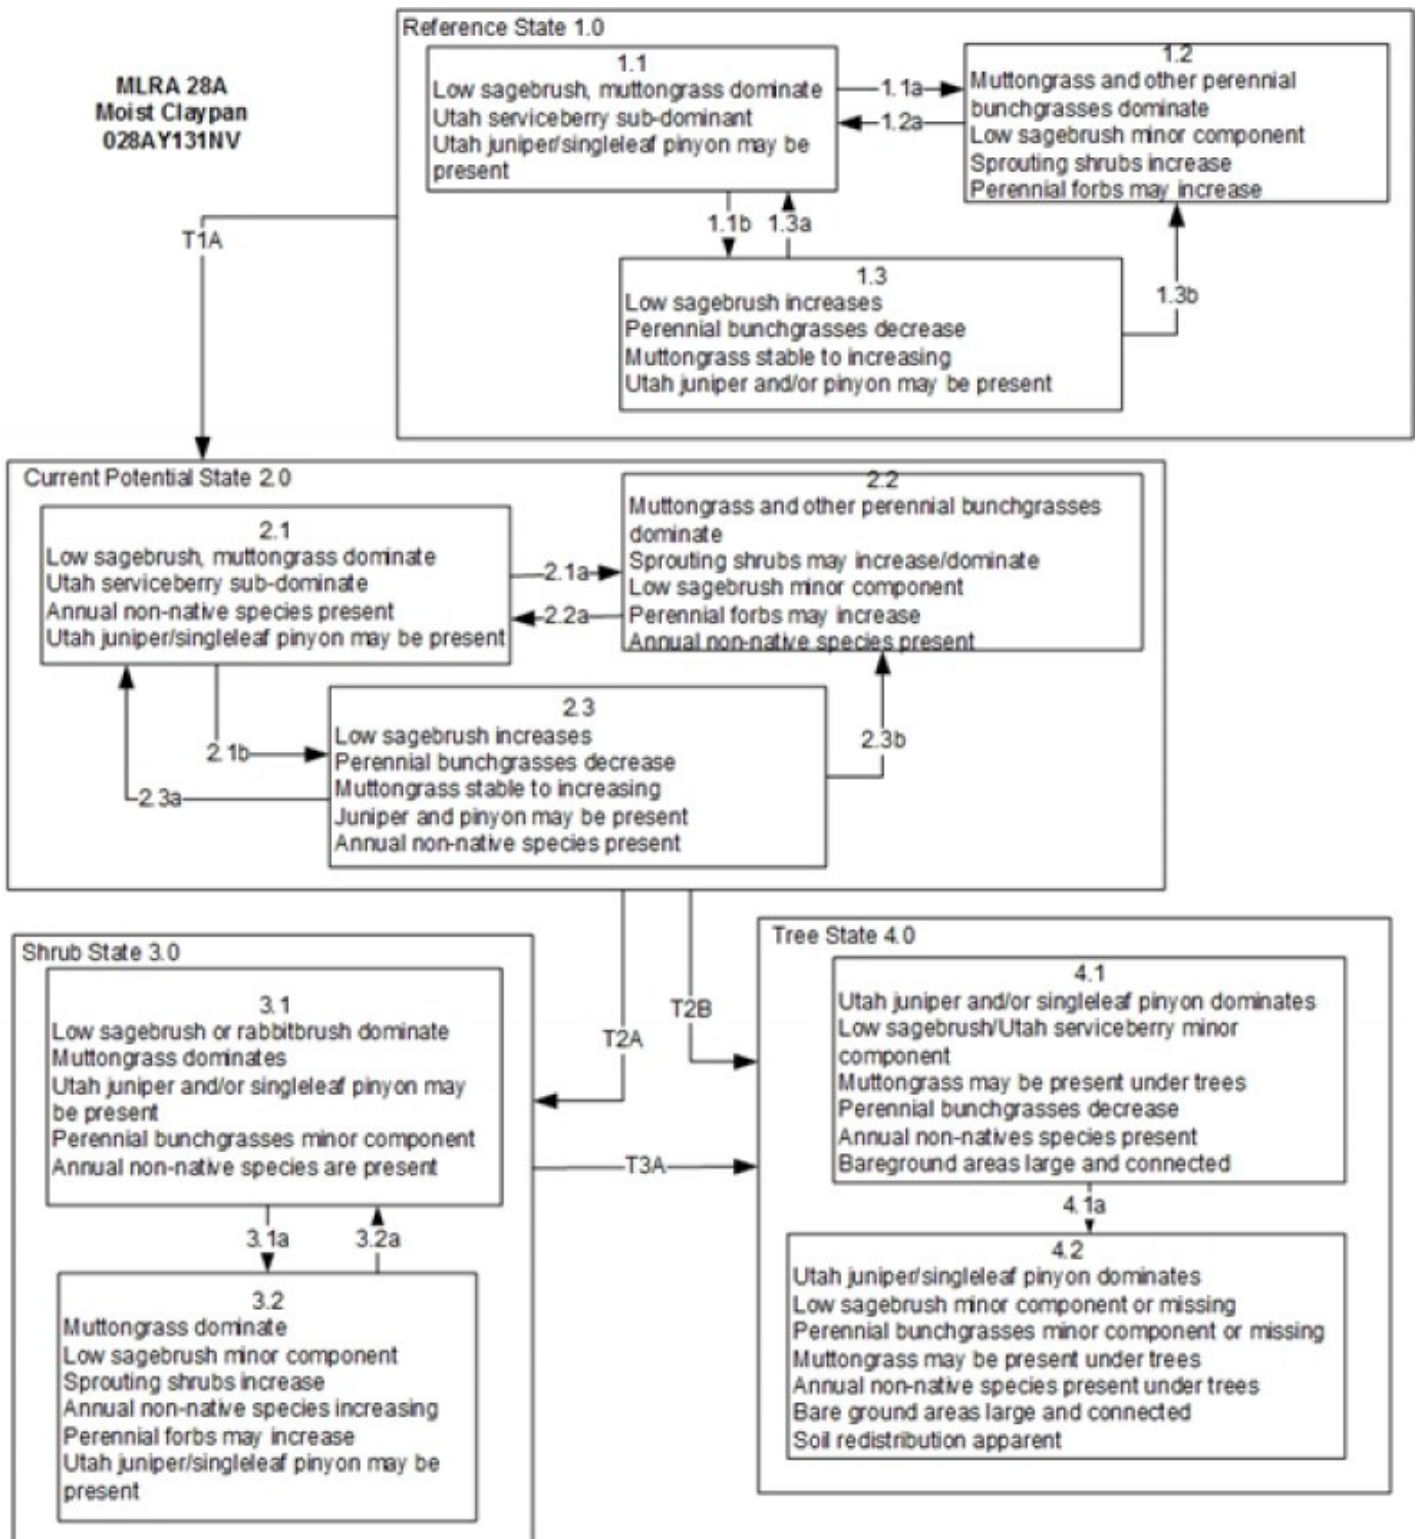 MLRA 28A
Moist Claypan
028AY131NV
Reference State 1.0
1.1
Low sagebrush, muttongrass dominate
Utah serviceberry sub-dominant
Utah juniper/singleleaf pinyon may be
present
1.1a
1.2a
1.2
Muttongrass and other perennial
bunchgrasses dominate
Low sagebrush minor component
Sprouting shrubs increase
Perennial forbs may increase
1.1b
1.3a
1.3
Low sagebrush increases
Perennial bunchgrasses decrease
Muttongrass stable to increasing
Utah juniper and/or pinyon may be present
1.3b
T1A
Current Potential State 2.0
2.1
Low sagebrush, muttongrass dominate
Utah serviceberry sub-dominate
Annual non-native species present
Utah juniper/singleleaf pinyon may be present
2.1a
2.2a
2.2
Muttongrass and other perennial bunchgrasses
dominate
Sprouting shrubs may increase/dominate
Low sagebrush minor component
Perennial forbs may increase
Annual non-native species present
2.1b
2.3a
2.3
Low sagebrush increases
Perennial bunchgrasses decrease
Muttongrass stable to increasing
Juniper and pinyon may be present
Annual non-native species present
2.3b
T2A
T2B
Shrub State 3.0
3.1
Low sagebrush or rabbitbrush dominate
Muttongrass dominates
Utah juniper and/or singleleaf pinyon may
be present
Perennial bunchgrasses minor component
Annual non-native species are present
3.1a
3.2a
3.2
Muttongrass dominate
Low sagebrush minor component
Sprouting shrubs increase
Annual non-native species increasing
Perennial forbs may increase
Utah juniper/singleleaf pinyon may be
present
T3A
Tree State 4.0
4.1
Utah juniper and/or singleleaf pinyon dominates
Low sagebrush/Utah serviceberry minor
component
Muttongrass may be present under trees
Perennial bunchgrasses decrease
Annual non-natives species present
Bareground areas large and connected
4.1a
4.2
Utah juniper/singleleaf pinyon dominates
Low sagebrush minor component or missing
Perennial bunchgrasses minor component or missing
Muttongrass may be present under trees
Annual non-native species present under trees
Bare ground areas large and connected
Soil redistribution apparent